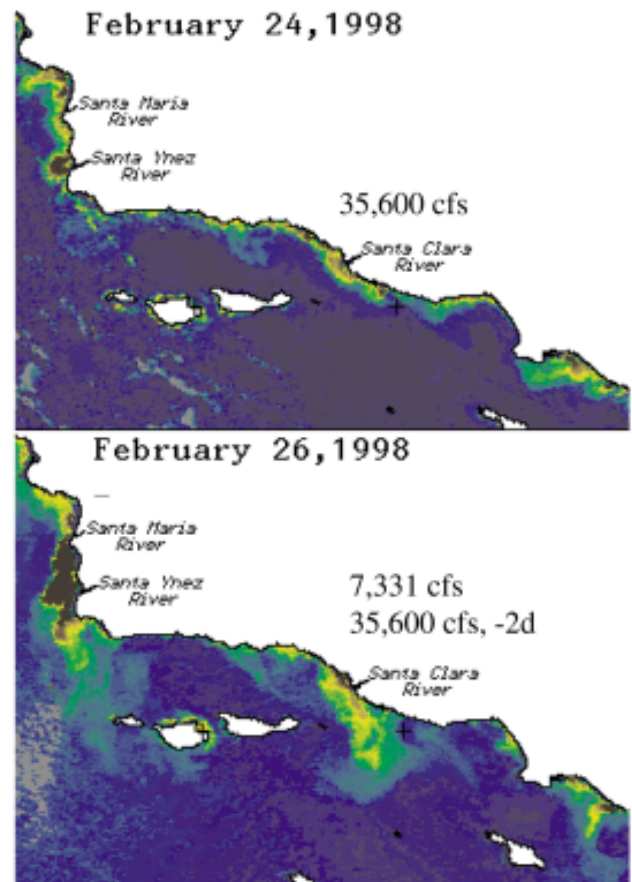 February 24,1998
Santa Maria
River
Santa Ynez
River
35,600 cfs
Santa Clara
River
February 26,1998
Santa Maria
River
Santa Ynez
River
7,331 cfs
35,600 cfs, -2d
Santa Clara
River